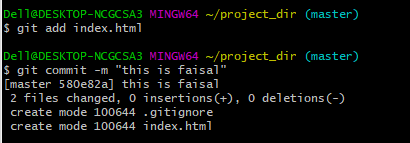 Dell@DESKTOP-NCGCSA3 MINGW64 ~/project_dir (master)
$ git add index.html
Dell@DESKTOP-NCGCSA3 MINGW64 ~/project_dir (master)
$ git commit -m "this is faisal"
[master 580e82a] this is faisal
 2 files changed, 0 insertions(+), 0 deletions(-)
 create mode 100644 .gitignore
 create mode 100644 index.html